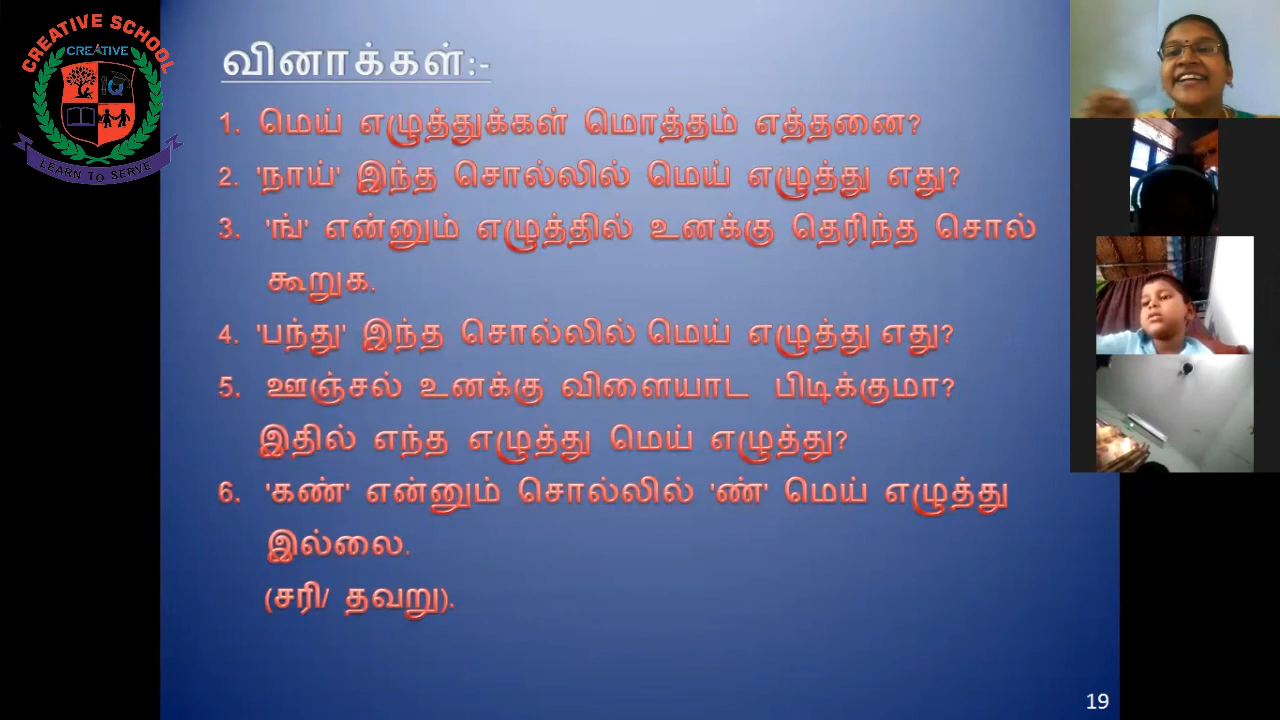 CREATIVE SCHOOL
CREATIVE
IQ
LEARN TO SERVE
வினாக்கள்:-
1. மெய் எழுத்துக்கள் மொத்தம் எத்தனை?
2. 'நாய்' இந்த சொல்லில் மெய் எழுத்து எது?
3. 'ங்' என்னும் எழுத்தில் உனக்கு தெரிந்த சொல்
கூறுக.
4. 'பந்து' இந்த சொல்லில் மெய் எழுத்து எது?
5. ஊஞ்சல் உனக்கு விளையாட பிடிக்குமா?
இதில் எந்த எழுத்து மெய் எழுத்து?
6. 'கண்' என்னும் சொல்லில் 'ண்' மெய் எழுத்து
இல்லை.
(சரி/ தவறு).
19